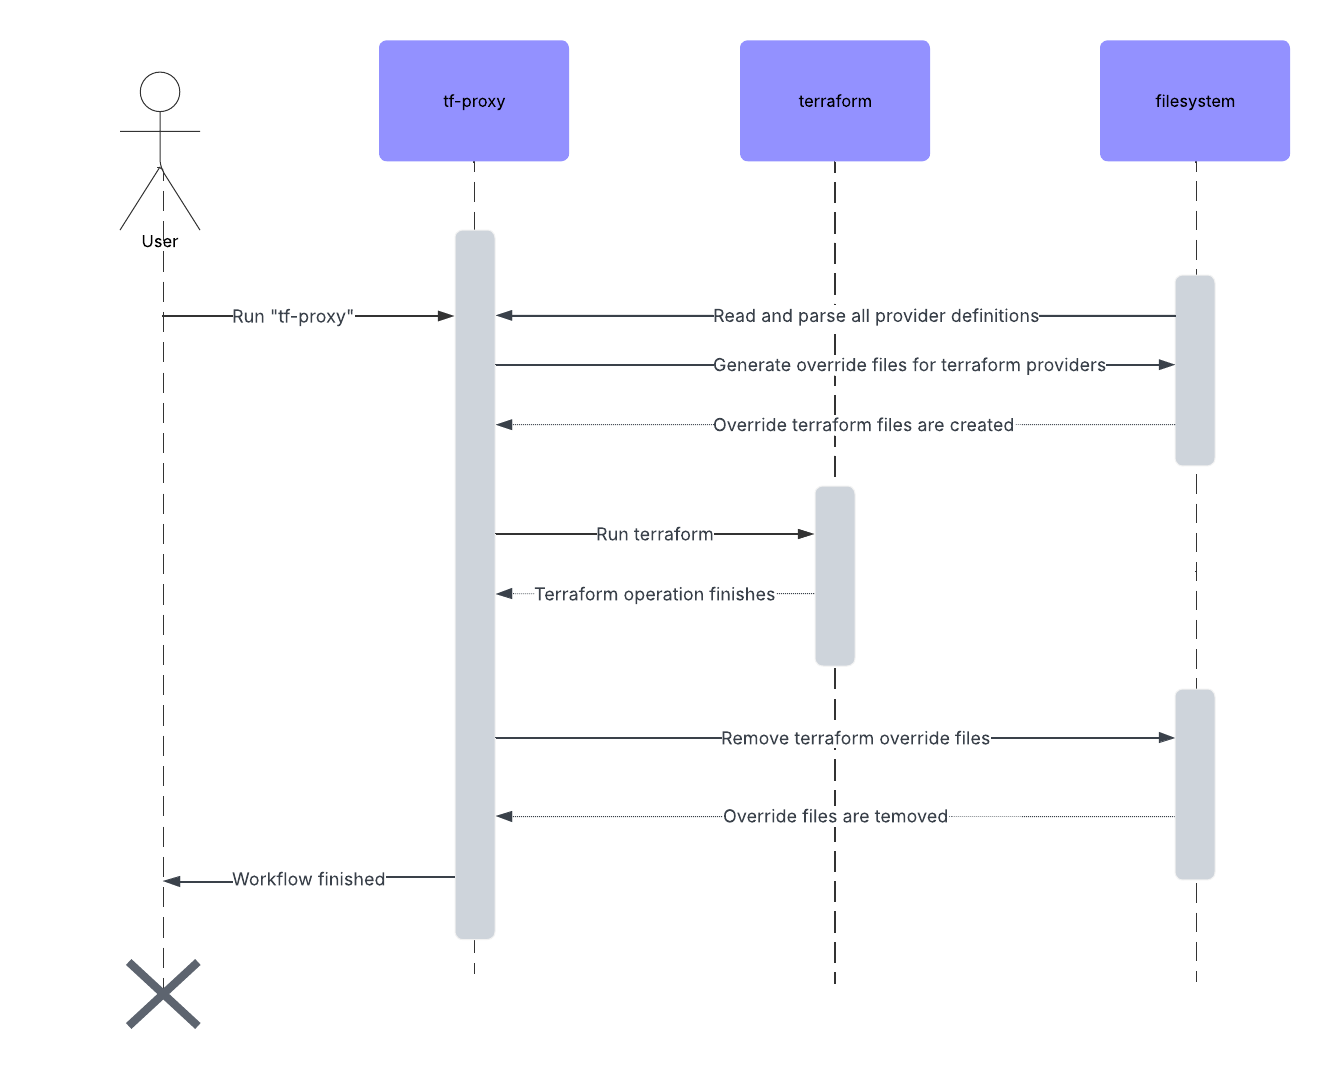 tf-proxy
terraform
filesystem
User
Run "tf-proxy"
Read and parse all provider definitions
Generate override files for terraform providers
Override terraform files are created
Run terraform
Terraform operation finishes
Remove terraform override files
Override files are temoved
Workflow finished